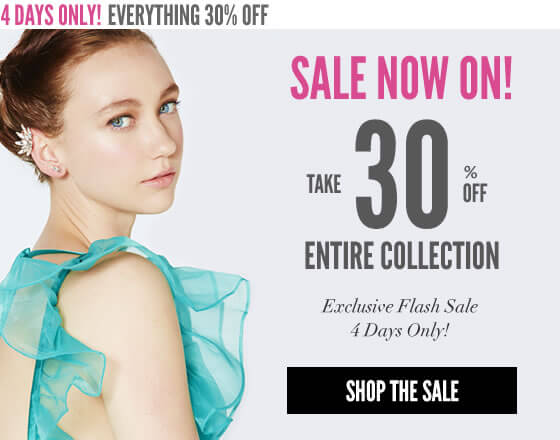 4 DAYS ONLY! EVERYTHING 30% OFF
SALE NOW ON!
TAKE 30 % OFF
ENTIRE COLLECTION
Exclusive Flash Sale
4 Days Only!
SHOP THE SALE